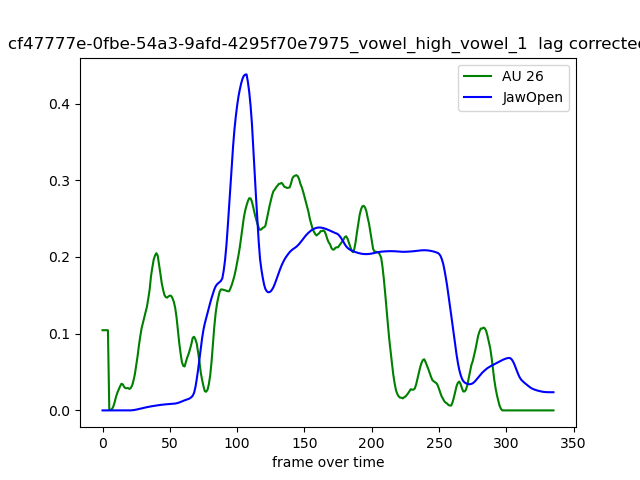 cf47777e-0fbe-54a3-9afd-4295f70e7975_vowel_high_vowel_1 lag corrected
AU 26
JawOpen
0.4
0.3
0.2
0.1
0.0
0 50 100 150 200 250 300 350
frame over time